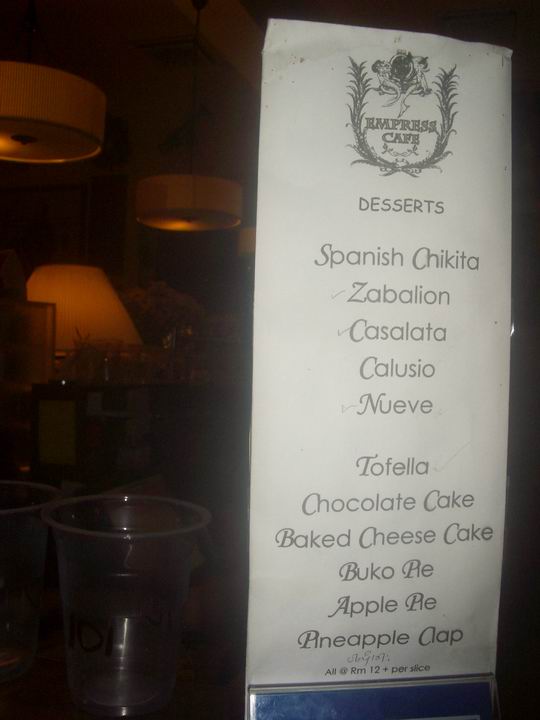 EMPRESS
CAFE
DESSERTS
Spanish Chikita
Zabalion
Casalata
Calusio
Nueve
Tofella
Chocolate Cake
Baked Cheese Cake
Buko Pie
Apple Pie
Pineapple Clap
All @ Rm 12 + per slice